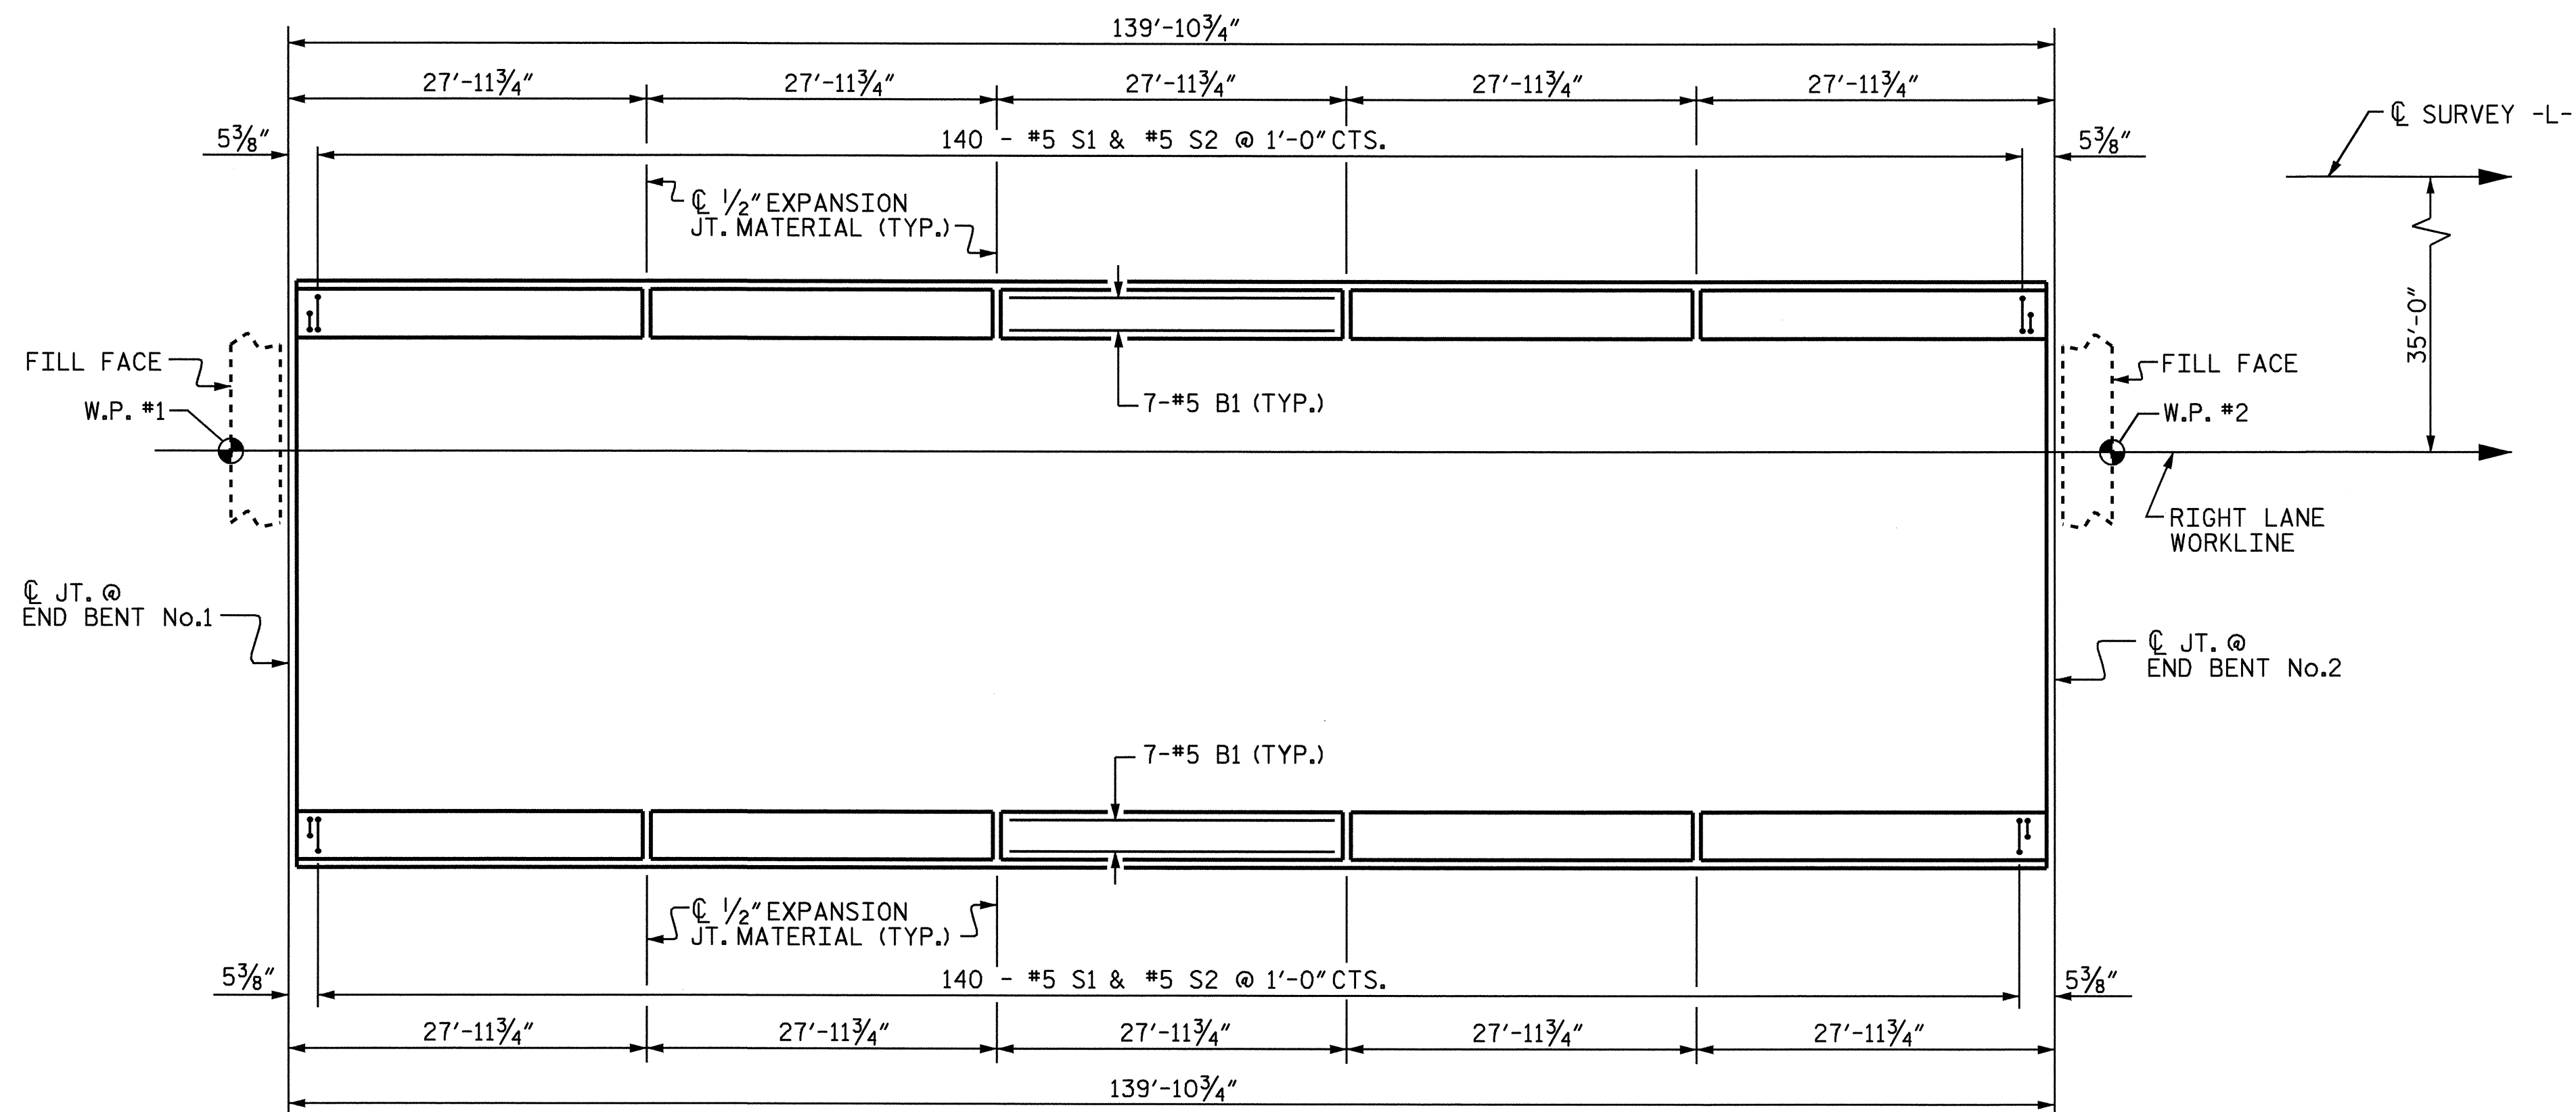 139'-10¾"
27'-11¾" 27'-11¾" 27'-11¾" 27'-11¾" 27'-11¾"
5⅜" 140 - #5 S1 & #5 S2 @ 1'-0" CTS. 5⅜"
℄ SURVEY -L-
℄ ½" EXPANSION
JT. MATERIAL (TYP.)
35'-0"
FILL FACE
FILL FACE
W.P. #1
7-#5 B1 (TYP.)
W.P. #2
RIGHT LANE
WORKLINE
℄ JT. @
END BENT No.1
℄ JT. @
END BENT No.2
7-#5 B1 (TYP.)
℄ ½" EXPANSION
JT. MATERIAL (TYP.)
5⅜" 140 - #5 S1 & #5 S2 @ 1'-0" CTS. 5⅜"
27'-11¾" 27'-11¾" 27'-11¾" 27'-11¾" 27'-11¾"
139'-10¾"